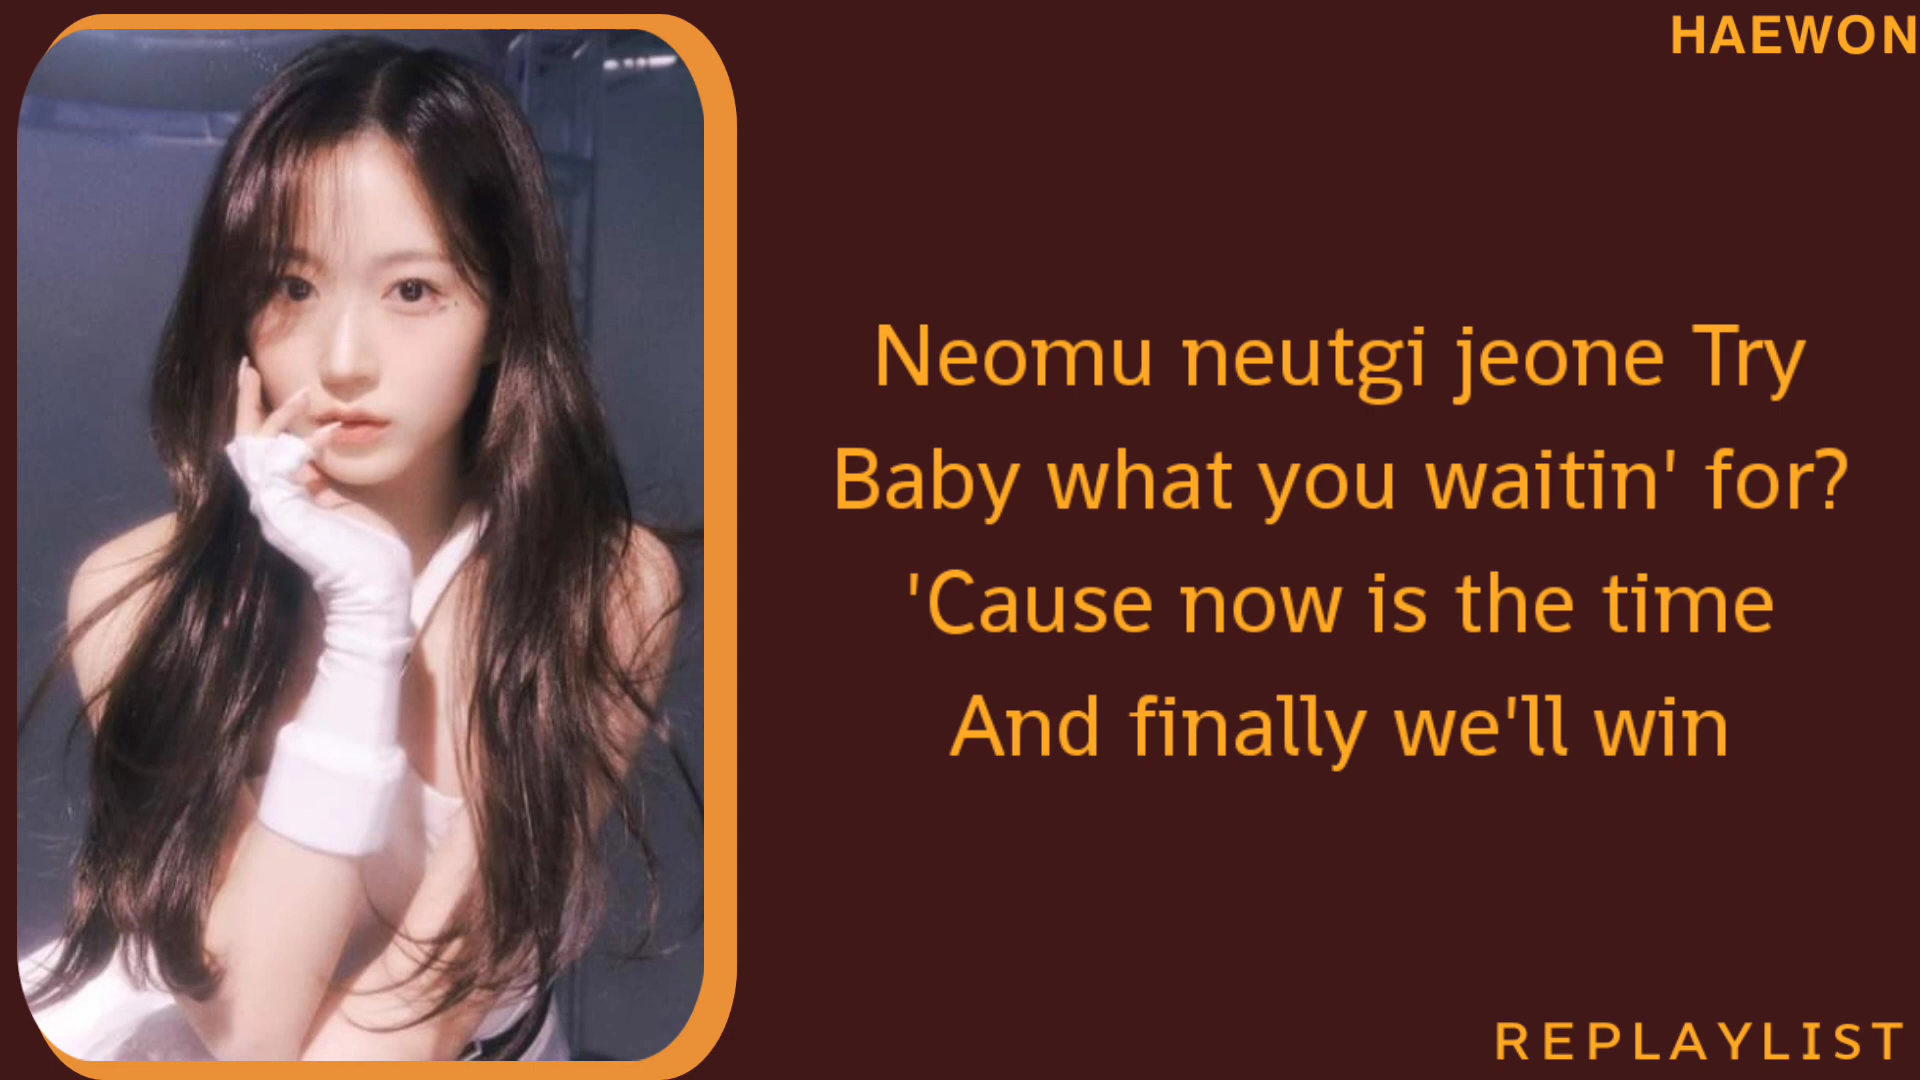 HAEWON
Neomu neutgi jeone Try
Baby what you waitin' for?
'Cause now is the time
And finally we'll win
REPLAYLIST